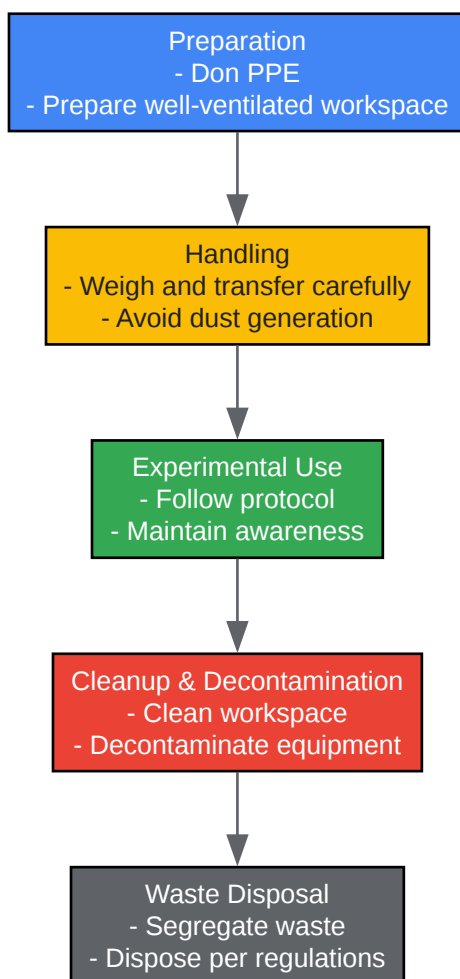 Preparation
- Don PPE
- Prepare well-ventilated workspace
Handling
- Weigh and transfer carefully
- Avoid dust generation
Experimental Use
- Follow protocol
- Maintain awareness
Cleanup & Decontamination
- Clean workspace
- Decontaminate equipment
Waste Disposal
- Segregate waste
- Dispose per regulations